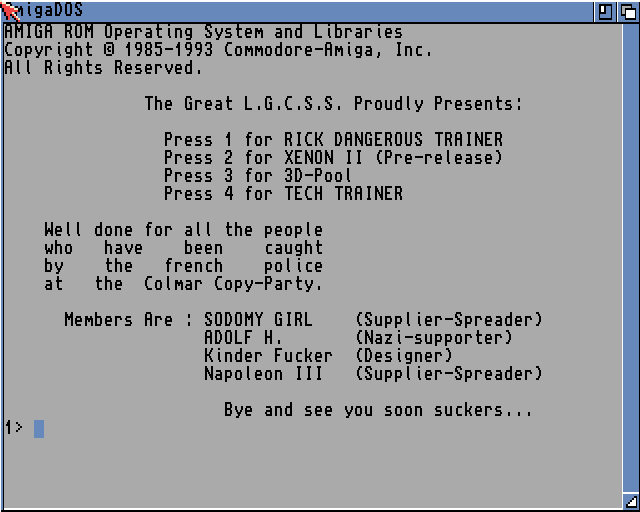 AmigaDOS
AMIGA ROM Operating System and Libraries
Copyright © 1985-1993 Commodore-Amiga, Inc.
All Rights Reserved.
The Great L.G.C.S.S. Proudly Presents:
Press 1 for RICK DANGEROUS TRAINER
Press 2 for XENON II (Pre-release)
Press 3 for 3D-Pool
Press 4 for TECH TRAINER
Well done for all the people
who have been caught
by the french police
at the Colmar Copy-Party.
Members Are : SODOMY GIRL (Supplier-Spreader)
ADOLF H. (Nazi-supporter)
Kinder Fucker (Designer)
Napoleon III (Supplier-Spreader)
Bye and see you soon suckers...
1>